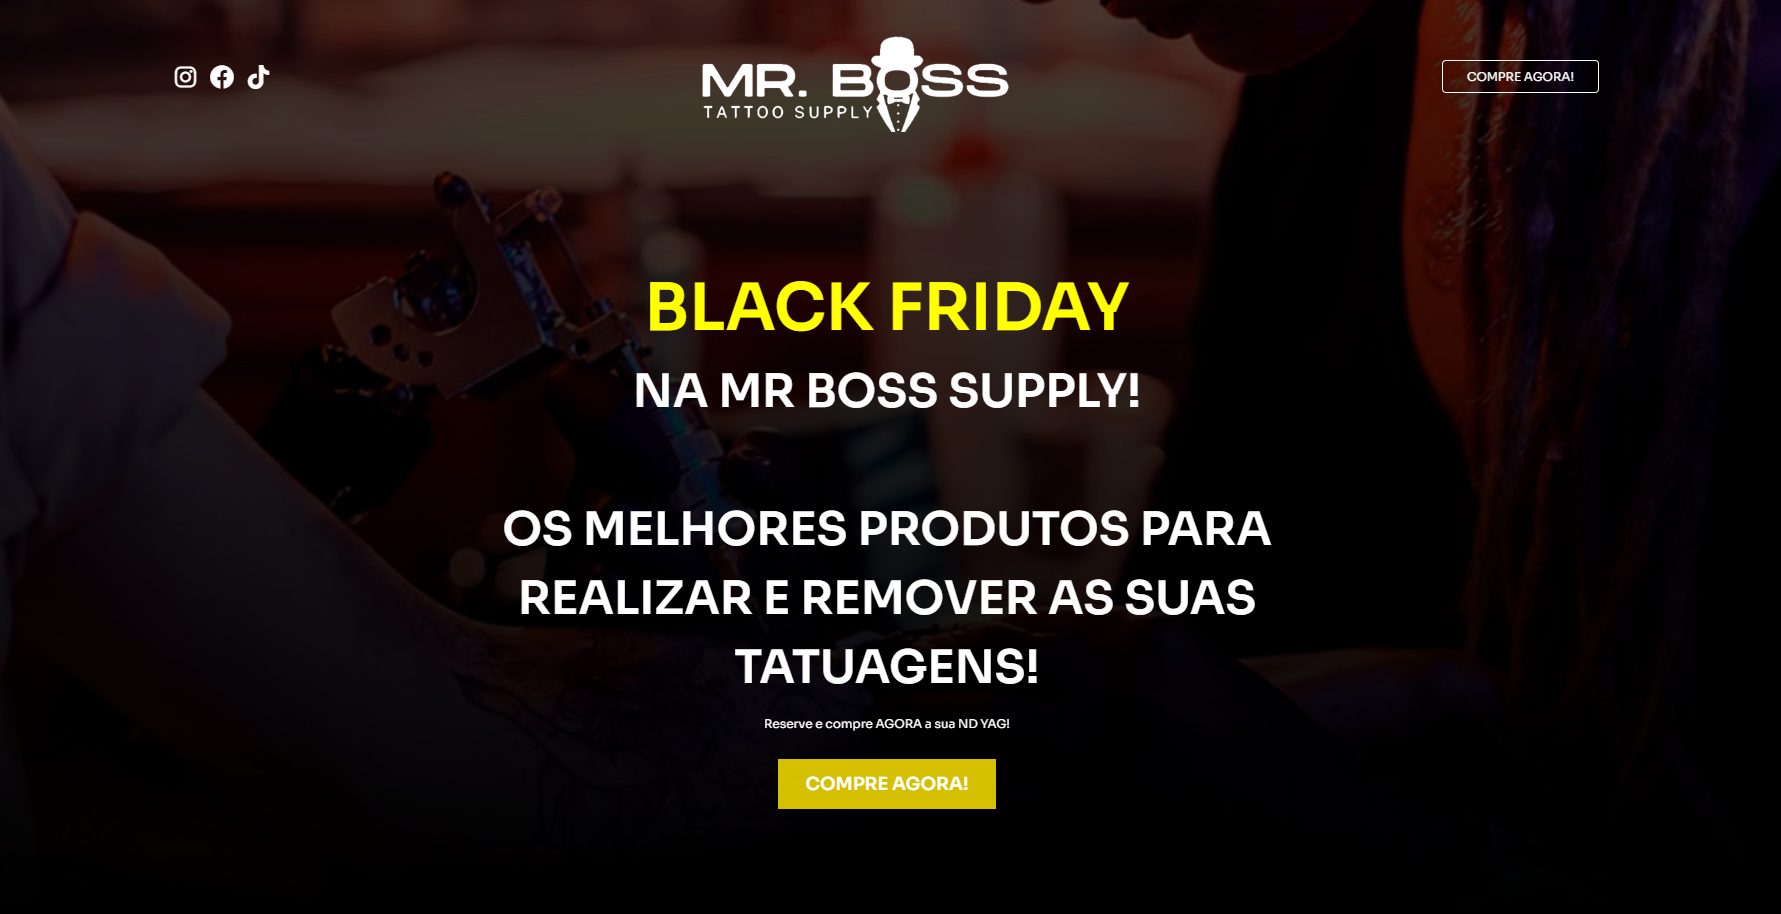 MR. BOSS
TATTOO SUPPLY
COMPRE AGORA!
BLACK FRIDAY
NA MR BOSS SUPPLY!
OS MELHORES PRODUTOS PARA
REALIZAR E REMOVER AS SUAS
TATUAGENS!
Reserve e compre AGORA a sua ND YAG!
COMPRE AGORA!